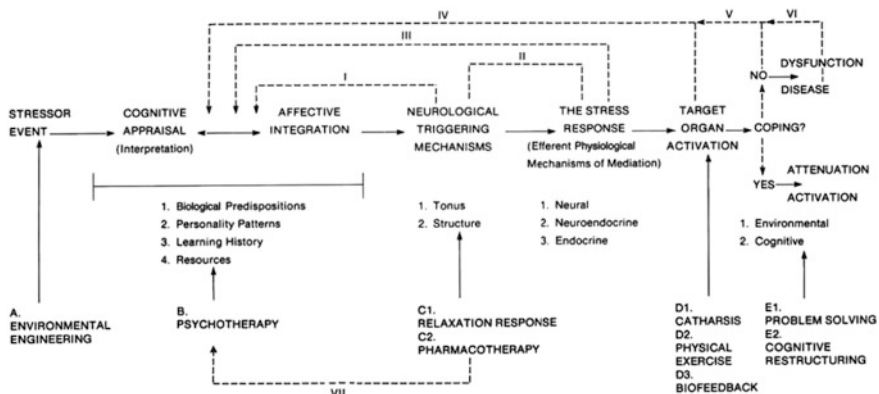 IV
V
VI
III
II
I
NO
DYSFUNCTION
DISEASE
STRESSOR
EVENT
COGNITIVE
APPRAISAL
(Interpretation)
AFFECTIVE
INTEGRATION
NEUROLOGICAL
TRIGGERING
MECHANISMS
THE STRESS
RESPONSE
(Efferent Physiological
Mechanisms of Mediation)
TARGET
ORGAN
ACTIVATION
COPING?
YES
ATTENUATION
ACTIVATION
1. Biological Predispositions
2. Personality Patterns
3. Learning History
4. Resources
1. Tonus
2. Structure
1. Neural
2. Neuroendocrine
3. Endocrine
1. Environmental
2. Cognitive
A.
ENVIRONMENTAL
ENGINEERING
B.
PSYCHOTHERAPY
C1.
RELAXATION RESPONSE
C2.
PHARMACOTHERAPY
D1.
CATHARSIS
D2.
PHYSICAL
EXERCISE
D3.
BIOFEEDBACK
E1.
PROBLEM SOLVING
E2.
COGNITIVE
RESTRUCTURING
VII